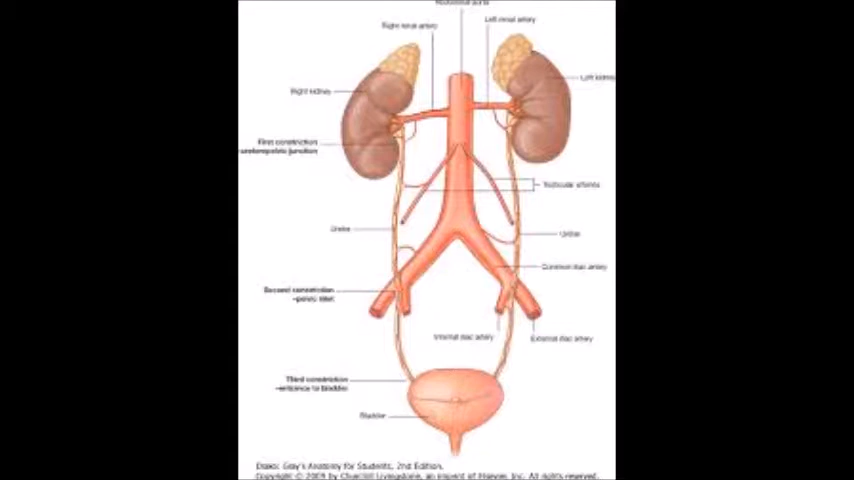 Abdominal aorta
Right renal artery
Left renal artery
Left kidney
Right kidney
First constriction
–ureteropelvic junction
Testicular arteries
Ureter
Ureter
Common iliac artery
Second constriction
–pelvic inlet
Internal iliac artery
External iliac artery
Third constriction
–entrance to bladder
Bladder
Drake: Gray's Anatomy for Students, 2nd Edition.
Copyright © 2009 by Churchill Livingstone, an imprint of Elsevier, Inc. All rights reserved.